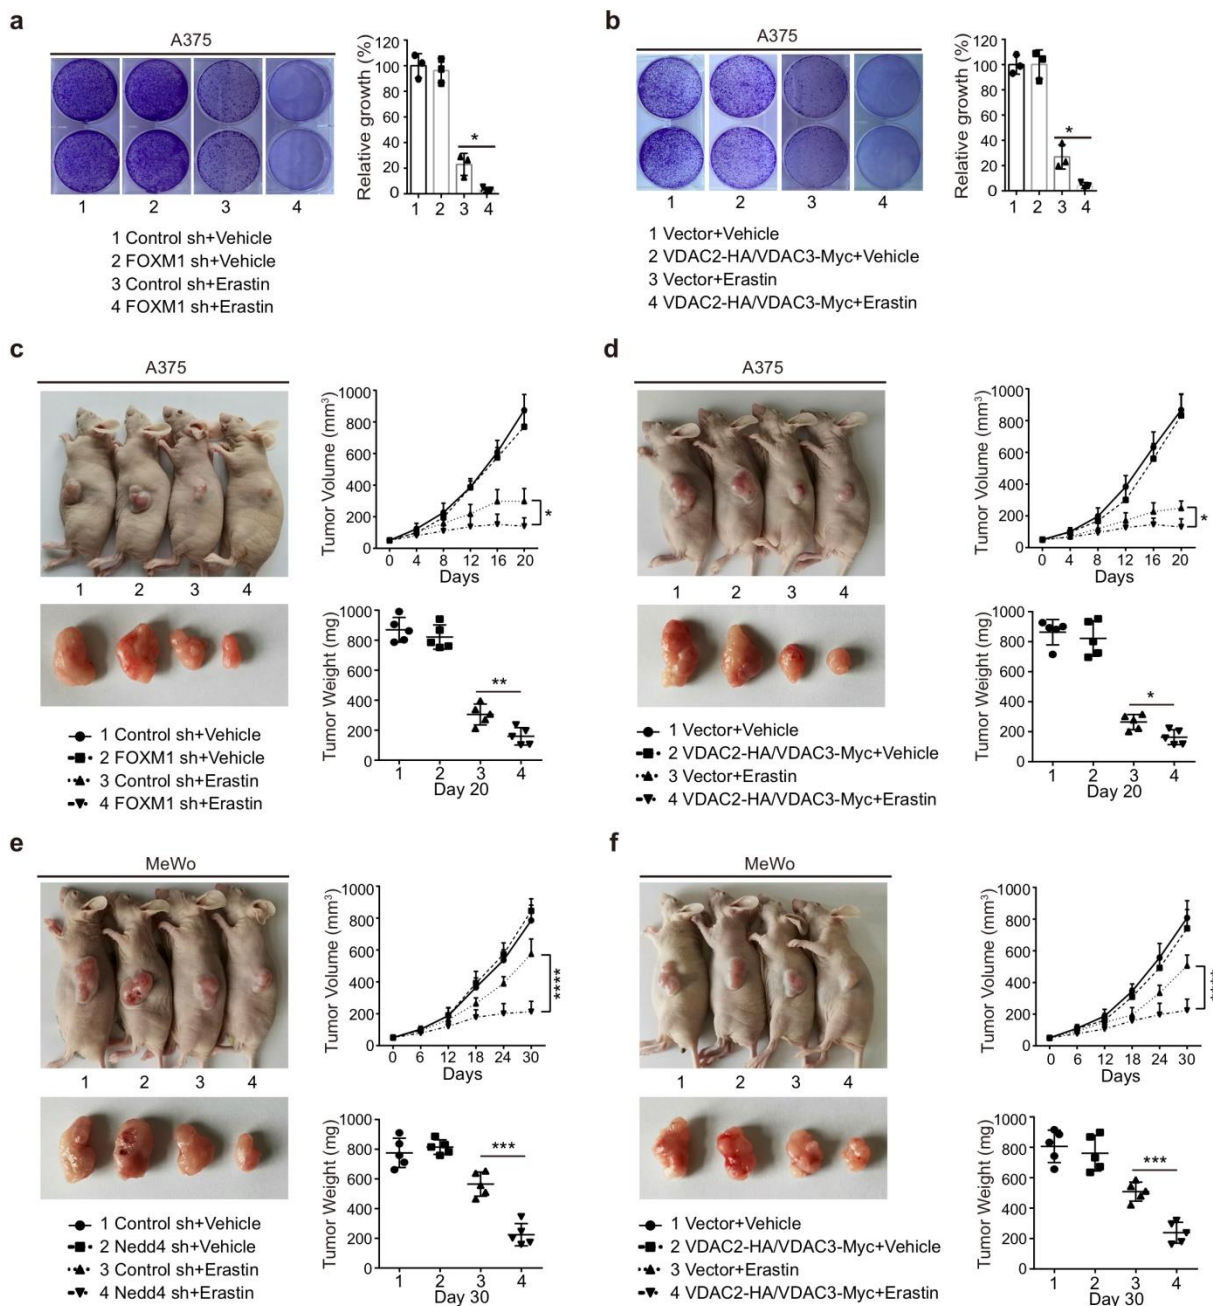 a
A375
1 2 3 4
Relative growth (%)
120
100
80
60
40
20
0
*
1 2 3 4
1 Control sh+Vehicle
2 FOXM1 sh+Vehicle
3 Control sh+Erastin
4 FOXM1 sh+Erastin
b
A375
1 2 3 4
Relative growth (%)
120
100
80
60
40
20
0
*
1 2 3 4
1 Vector+Vehicle
2 VDAC2-HA/VDAC3-Myc+Vehicle
3 Vector+Erastin
4 VDAC2-HA/VDAC3-Myc+Erastin
c
A375
1 2 3 4
Tumor Volume (mm³)
1000
800
600
400
200
0
*
0 4 8 12 16 20
Days
Tumor Weight (mg)
1000
800
600
400
200
0
**
1 2 3 4
Day 20
1 Control sh+Vehicle
2 FOXM1 sh+Vehicle
3 Control sh+Erastin
4 FOXM1 sh+Erastin
d
A375
1 2 3 4
Tumor Volume (mm³)
1000
800
600
400
200
0
*
0 4 8 12 16 20
Days
Tumor Weight (mg)
1000
800
600
400
200
0
*
1 2 3 4
Day 20
1 Vector+Vehicle
2 VDAC2-HA/VDAC3-Myc+Vehicle
3 Vector+Erastin
4 VDAC2-HA/VDAC3-Myc+Erastin
e
MeWo
1 2 3 4
Tumor Volume (mm³)
1000
800
600
400
200
0
****
0 6 12 18 24 30
Days
Tumor Weight (mg)
1000
800
600
400
200
0
***
1 2 3 4
Day 30
1 Control sh+Vehicle
2 Nedd4 sh+Vehicle
3 Control sh+Erastin
4 Nedd4 sh+Erastin
f
MeWo
1 2 3 4
Tumor Volume (mm³)
1000
800
600
400
200
0
0 6 12 18 24 30
Days
Tumor Weight (mg)
1000
800
600
400
200
0
***
1 2 3 4
Day 30
1 Vector+Vehicle
2 VDAC2-HA/VDAC3-Myc+Vehicle
3 Vector+Erastin
4 VDAC2-HA/VDAC3-Myc+Erastin